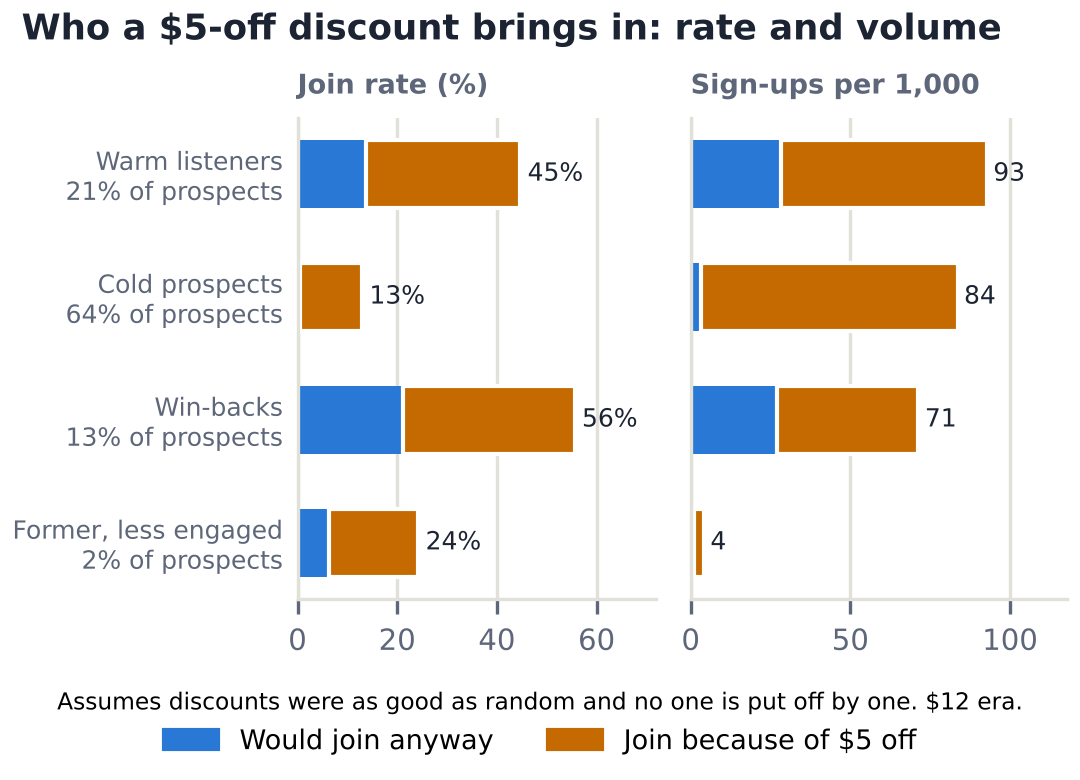 Who a $5-off discount brings in: rate and volume
Join rate (%)
Sign-ups per 1,000
Warm listeners
21% of prospects
45%
93
Cold prospects
64% of prospects
13%
84
Win-backs
13% of prospects
56%
71
Former, less engaged
2% of prospects
24%
4
0 20 40 60
0 50 100
Assumes discounts were as good as random and no one is put off by one. $12 era.
Would join anyway
Join because of $5 off